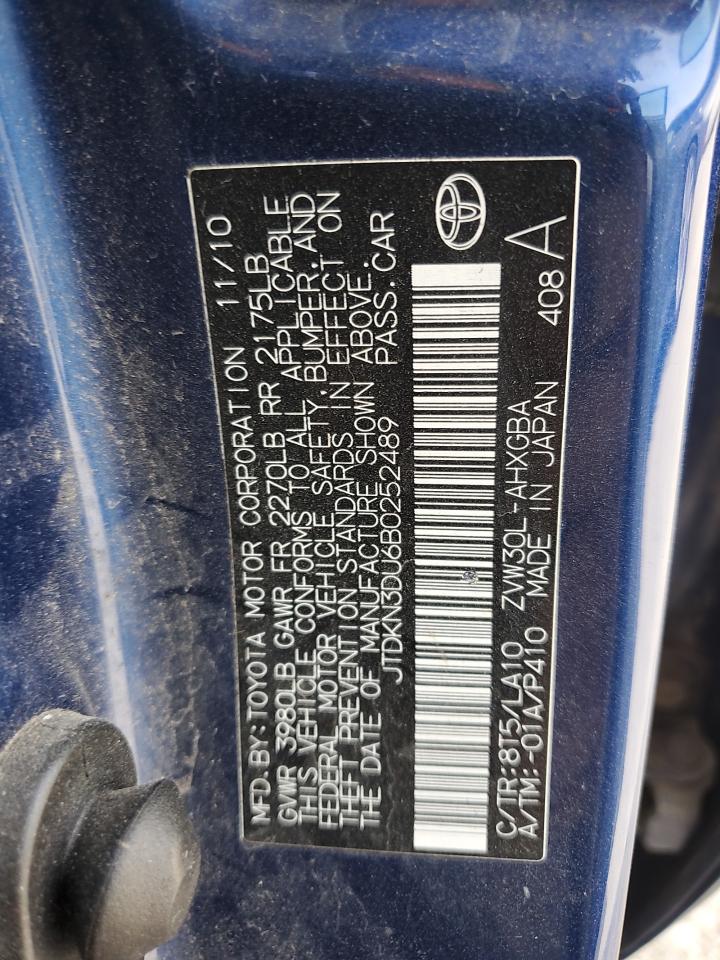 MFD. BY: TOYOTA MOTOR CORPORATION 11/10
GVWR 3980LB GAWR FR 2270LB RR 2175LB
THIS VEHICLE CONFORMS TO ALL APPLICABLE
FEDERAL MOTOR VEHICLE SAFETY, BUMPER, AND
THEFT PREVENTION STANDARDS IN EFFECT ON
THE DATE OF MANUFACTURE SHOWN ABOVE.
JTDKN3DU6B0252489 PASS. CAR
C/TR: 8T5/LA10 ZVW30L-AHXGBA
A/TM: -01A/P410 MADE IN JAPAN 408 A